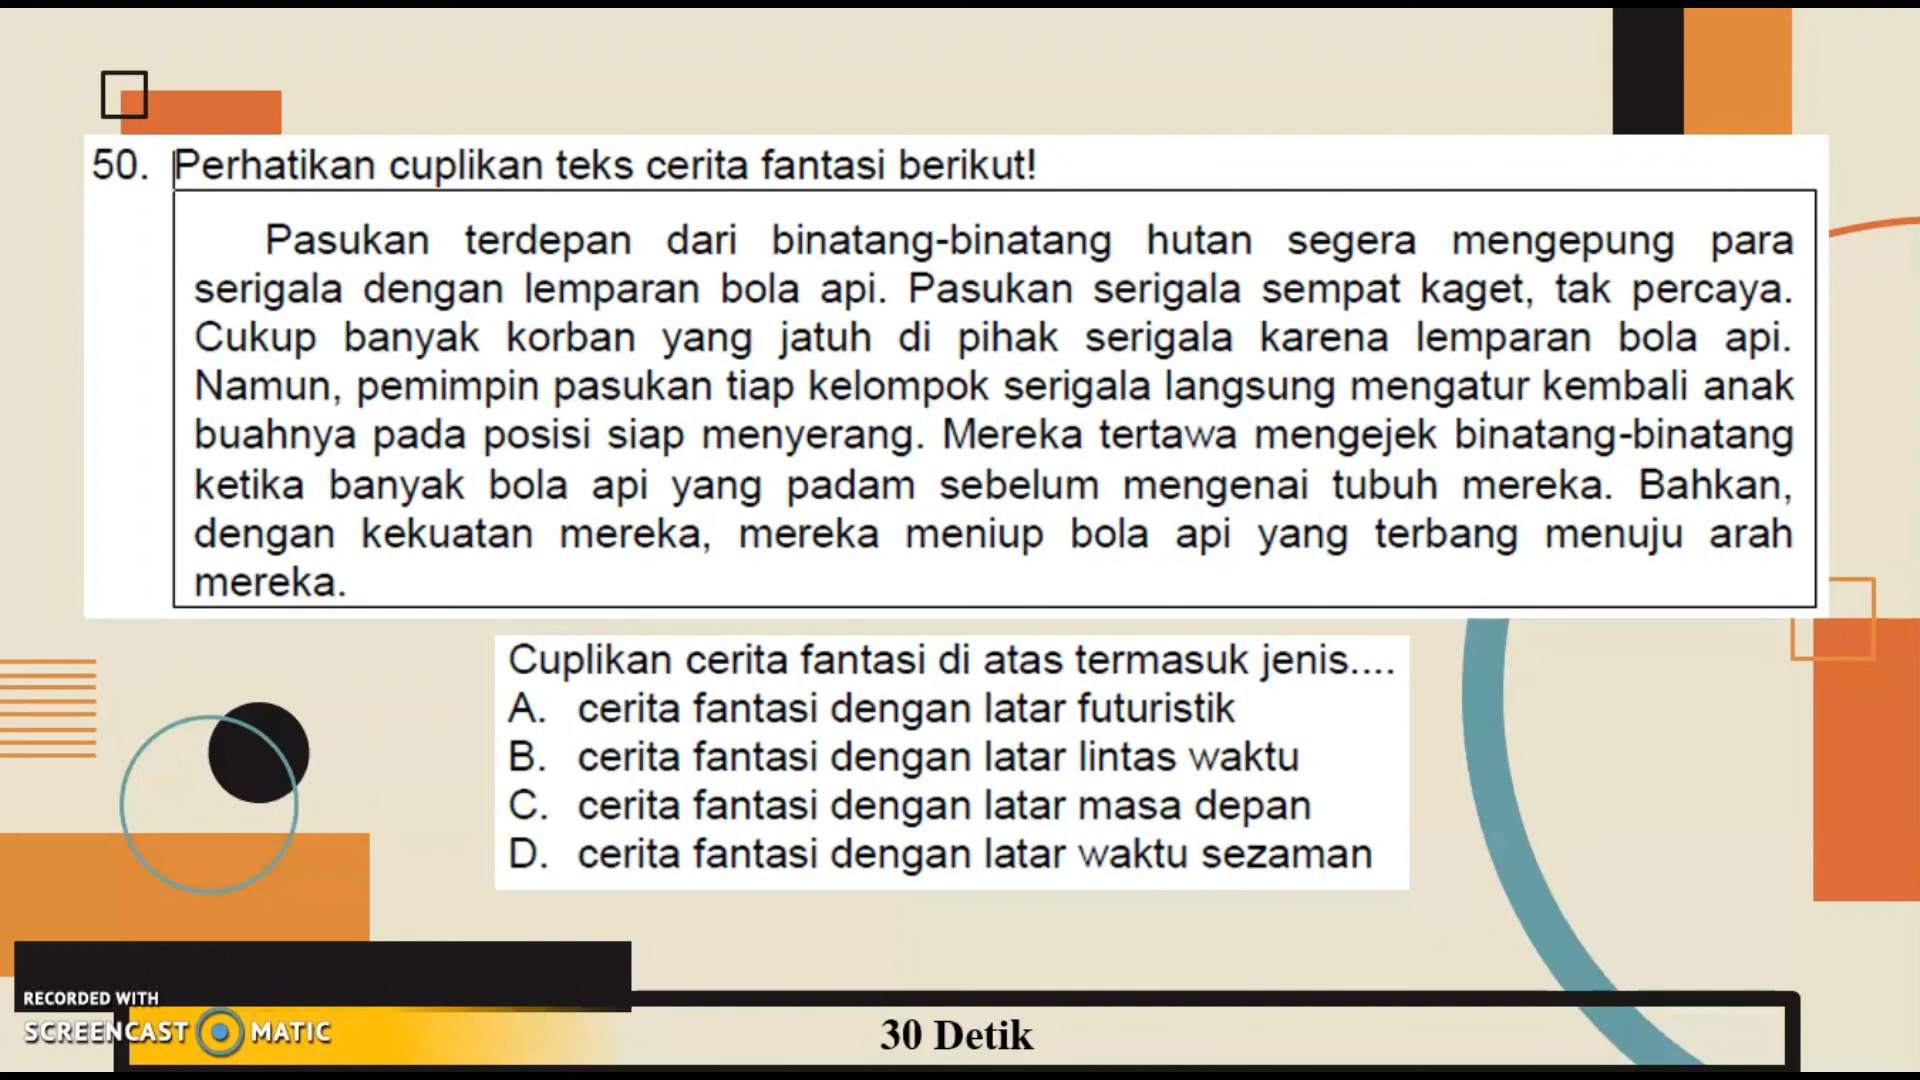 50. Perhatikan cuplikan teks cerita fantasi berikut!
Pasukan terdepan dari binatang-binatang hutan segera mengepung para
serigala dengan lemparan bola api. Pasukan serigala sempat kaget, tak percaya.
Cukup banyak korban yang jatuh di pihak serigala karena lemparan bola api.
Namun, pemimpin pasukan tiap kelompok serigala langsung mengatur kembali anak
buahnya pada posisi siap menyerang. Mereka tertawa mengejek binatang-binatang
ketika banyak bola api yang padam sebelum mengenai tubuh mereka. Bahkan,
dengan kekuatan mereka, mereka meniup bola api yang terbang menuju arah
mereka.
Cuplikan cerita fantasi di atas termasuk jenis....
A. cerita fantasi dengan latar futuristik
B. cerita fantasi dengan latar lintas waktu
C. cerita fantasi dengan latar masa depan
D. cerita fantasi dengan latar waktu sezaman
RECORDED WITH
SCREENCAST MATIC
30 Detik